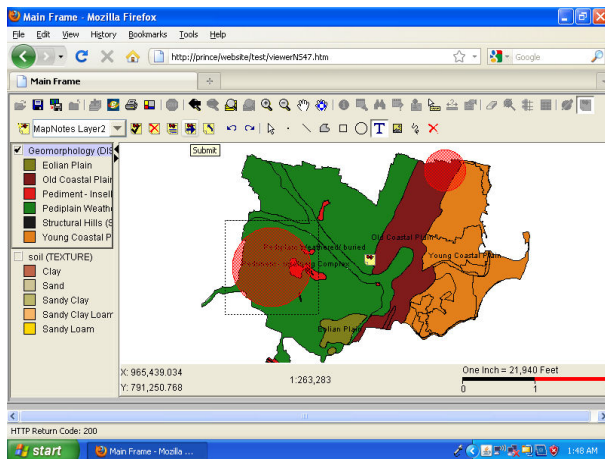 Main Frame - Mozilla Firefox
File Edit View History Bookmarks Tools Help
http://prince/website/test/viewerN547.htm
Google
Main Frame
MapNotes Layer2
T
Submit
Geomorphology (DIS
Eolian Plain
Old Coastal Plain
Pediment - Insell
Pediplain Weathe
Structural Hills (S
Young Coastal P
soil (TEXTURE)
Clay
Sand
Sandy Clay
Sandy Clay Loam
Sandy Loam
Old Coastal Plain
Pediplain Weathered/ buried
Young Coastal Plain
Complex
Eolian Plain
X: 965,439.034
Y: 791,250.768
1:263,283
One Inch = 21,940 Feet
0 1
HTTP Return Code: 200
start
Main Frame - Mozilla ...
1:48 AM